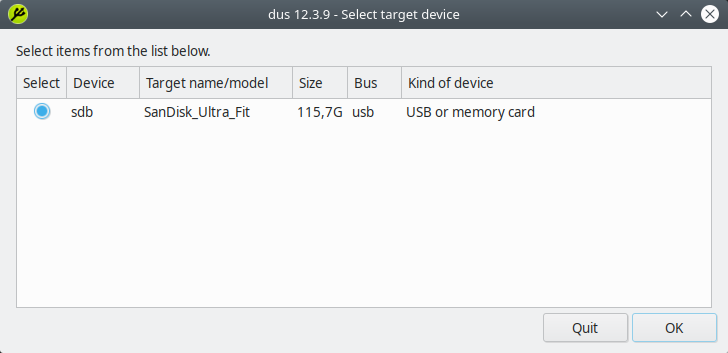 dus 12.3.9 - Select target device
Select items from the list below.
Select Device Target name/model Size Bus Kind of device
sdb SanDisk_Ultra_Fit 115,7G usb USB or memory card
Quit OK